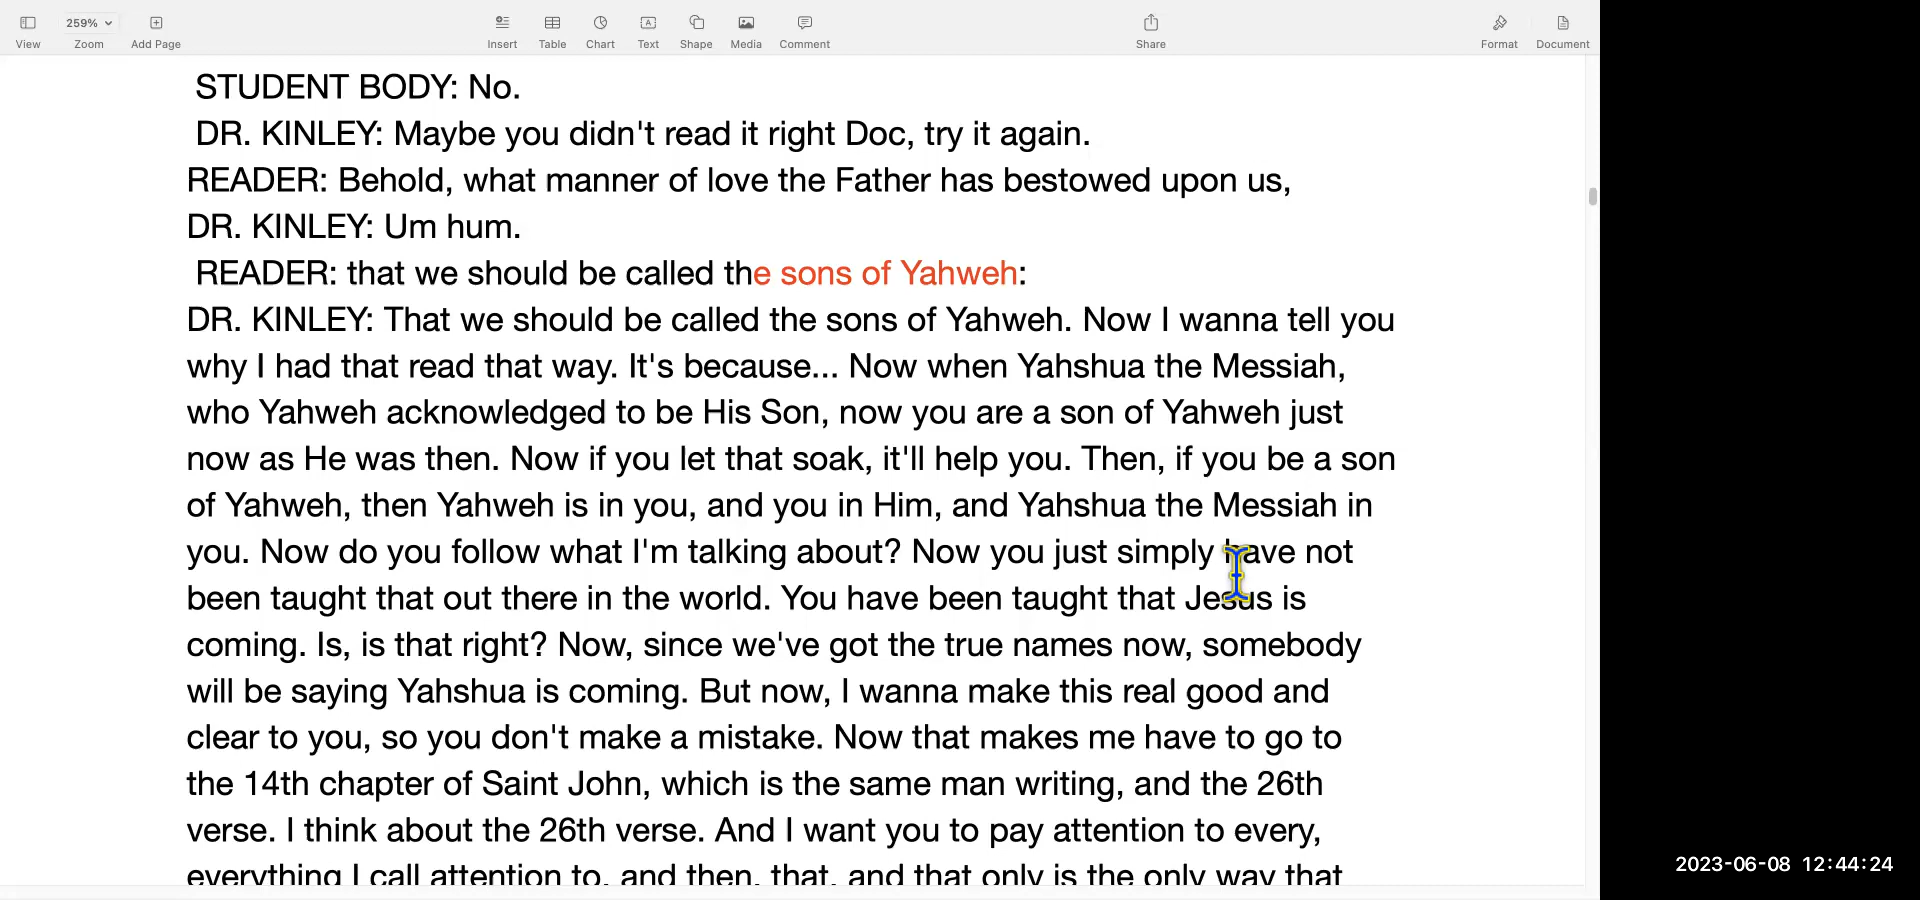 259%
View Zoom Add Page Insert Table Chart Text Shape Media Comment Share Format Document
STUDENT BODY: No.
DR. KINLEY: Maybe you didn't read it right Doc, try it again.
READER: Behold, what manner of love the Father has bestowed upon us,
DR. KINLEY: Um hum.
READER: that we should be called the sons of Yahweh:
DR. KINLEY: That we should be called the sons of Yahweh. Now I wanna tell you
why I had that read that way. It's because... Now when Yahshua the Messiah,
who Yahweh acknowledged to be His Son, now you are a son of Yahweh just
now as He was then. Now if you let that soak, it'll help you. Then, if you be a son
of Yahweh, then Yahweh is in you, and you in Him, and Yahshua the Messiah in
you. Now do you follow what I'm talking about? Now you just simply have not
been taught that out there in the world. You have been taught that Jesus is
coming. Is, is that right? Now, since we've got the true names now, somebody
will be saying Yahshua is coming. But now, I wanna make this real good and
clear to you, so you don't make a mistake. Now that makes me have to go to
the 14th chapter of Saint John, which is the same man writing, and the 26th
verse. I think about the 26th verse. And I want you to pay attention to every,
everything I call attention to, and then, that, and that only is the only way that
2023-06-08 12:44:24